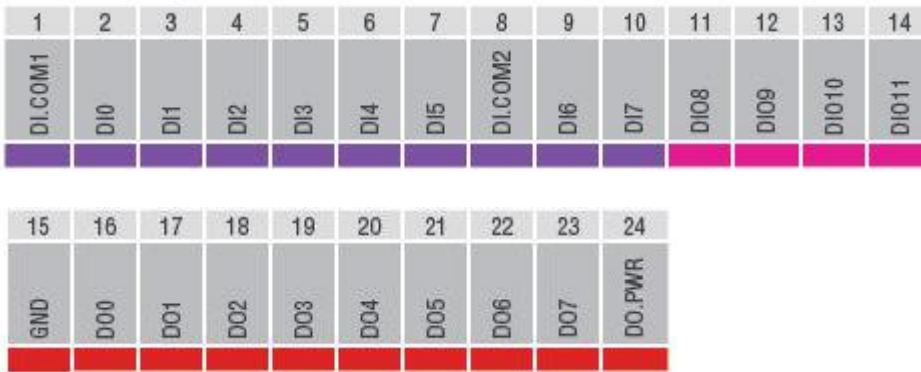 1 2 3 4 5 6 7 8 9 10 11 12 13 14
DI.COM1 DI0 DI1 DI2 DI3 DI4 DI5 DI.COM2 DI6 DI7 DIO8 DIO9 DIO10 DIO11
15 16 17 18 19 20 21 22 23 24
GND DO0 DO1 DO2 DO3 DO4 DO5 DO6 DO7 DO.PWR